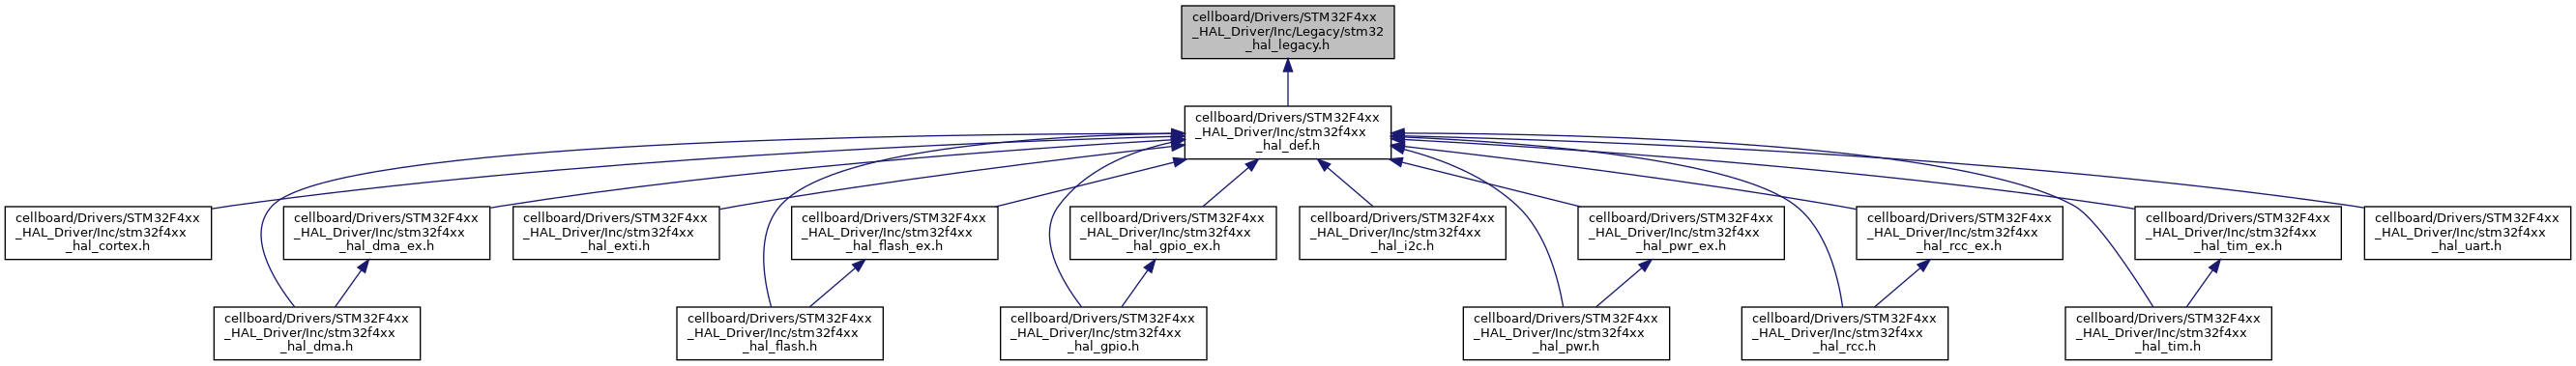 cellboard/Drivers/STM32F4xx
_HAL_Driver/Inc/Legacy/stm32
_hal_legacy.h
cellboard/Drivers/STM32F4xx
_HAL_Driver/Inc/stm32f4xx
_hal_def.h
cellboard/Drivers/STM32F4xx
_HAL_Driver/Inc/stm32f4xx
_hal_cortex.h
cellboard/Drivers/STM32F4xx
_HAL_Driver/Inc/stm32f4xx
_hal_dma_ex.h
cellboard/Drivers/STM32F4xx
_HAL_Driver/Inc/stm32f4xx
_hal_exti.h
cellboard/Drivers/STM32F4xx
_HAL_Driver/Inc/stm32f4xx
_hal_flash_ex.h
cellboard/Drivers/STM32F4xx
_HAL_Driver/Inc/stm32f4xx
_hal_gpio_ex.h
cellboard/Drivers/STM32F4xx
_HAL_Driver/Inc/stm32f4xx
_hal_i2c.h
cellboard/Drivers/STM32F4xx
_HAL_Driver/Inc/stm32f4xx
_hal_pwr_ex.h
cellboard/Drivers/STM32F4xx
_HAL_Driver/Inc/stm32f4xx
_hal_rcc_ex.h
cellboard/Drivers/STM32F4xx
_HAL_Driver/Inc/stm32f4xx
_hal_tim_ex.h
cellboard/Drivers/STM32F4xx
_HAL_Driver/Inc/stm32f4xx
_hal_uart.h
cellboard/Drivers/STM32F4xx
_HAL_Driver/Inc/stm32f4xx
_hal_dma.h
cellboard/Drivers/STM32F4xx
_HAL_Driver/Inc/stm32f4xx
_hal_flash.h
cellboard/Drivers/STM32F4xx
_HAL_Driver/Inc/stm32f4xx
_hal_gpio.h
cellboard/Drivers/STM32F4xx
_HAL_Driver/Inc/stm32f4xx
_hal_pwr.h
cellboard/Drivers/STM32F4xx
_HAL_Driver/Inc/stm32f4xx
_hal_rcc.h
cellboard/Drivers/STM32F4xx
_HAL_Driver/Inc/stm32f4xx
_hal_tim.h